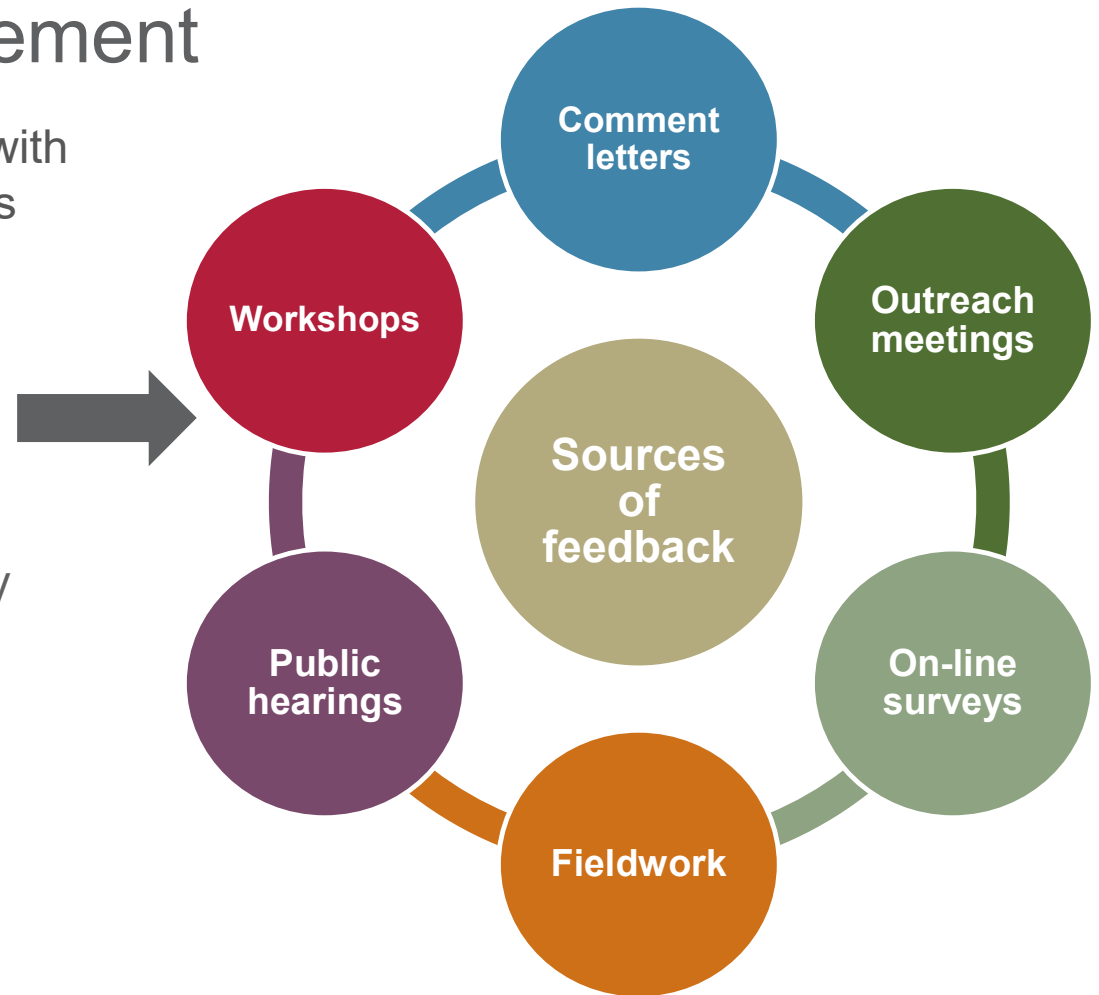 ement
with
s
y
Comment
letters
Outreach
meetings
On-line
surveys
Fieldwork
Public
hearings
Workshops
Sources
of
feedback